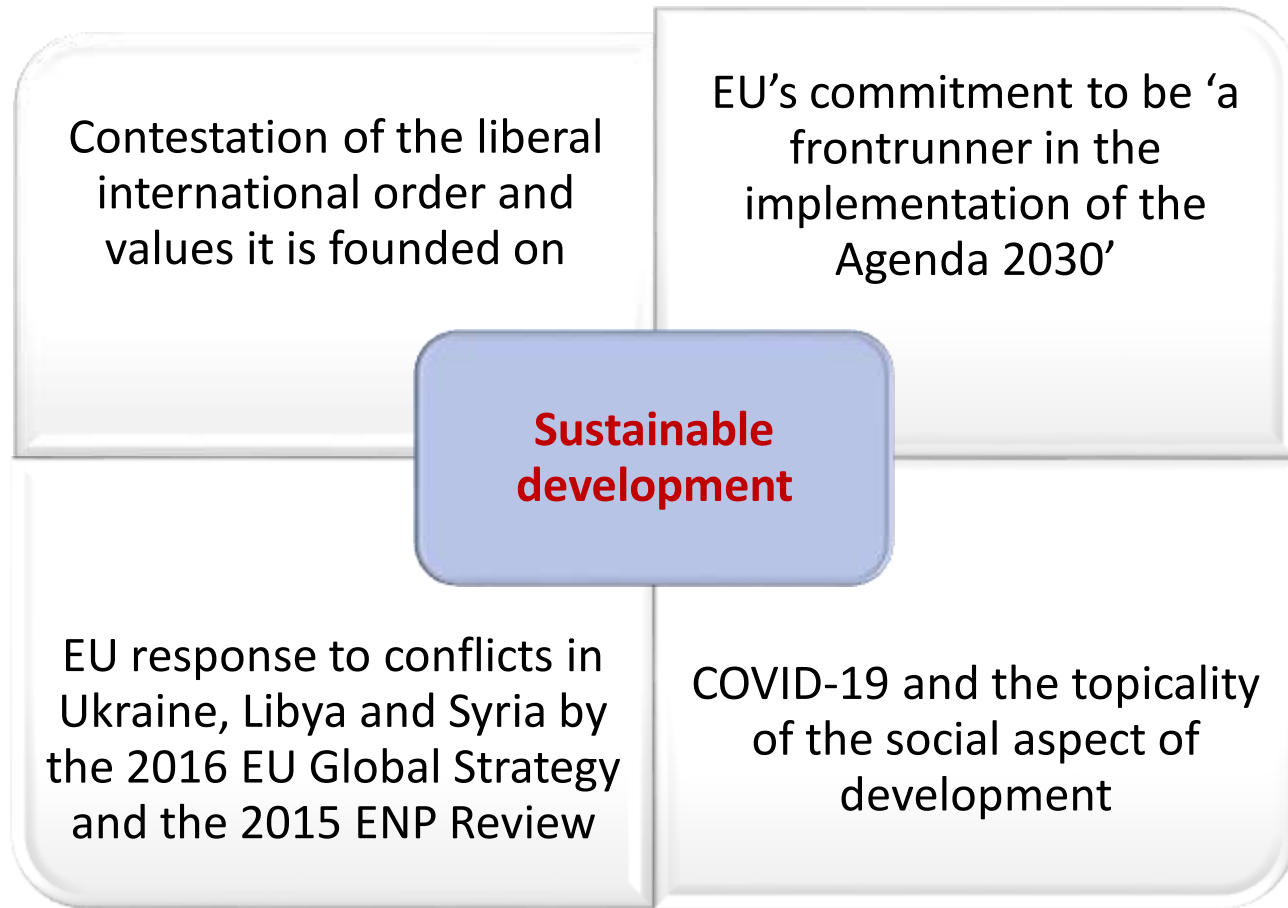 Contestation of the liberal
international order and
values it is founded on
EU’s commitment to be ‘a
frontrunner in the
implementation of the
Agenda 2030’
Sustainable
development
EU response to conflicts in
Ukraine, Libya and Syria by
the 2016 EU Global Strategy
and the 2015 ENP Review
COVID-19 and the topicality
of the social aspect of
development